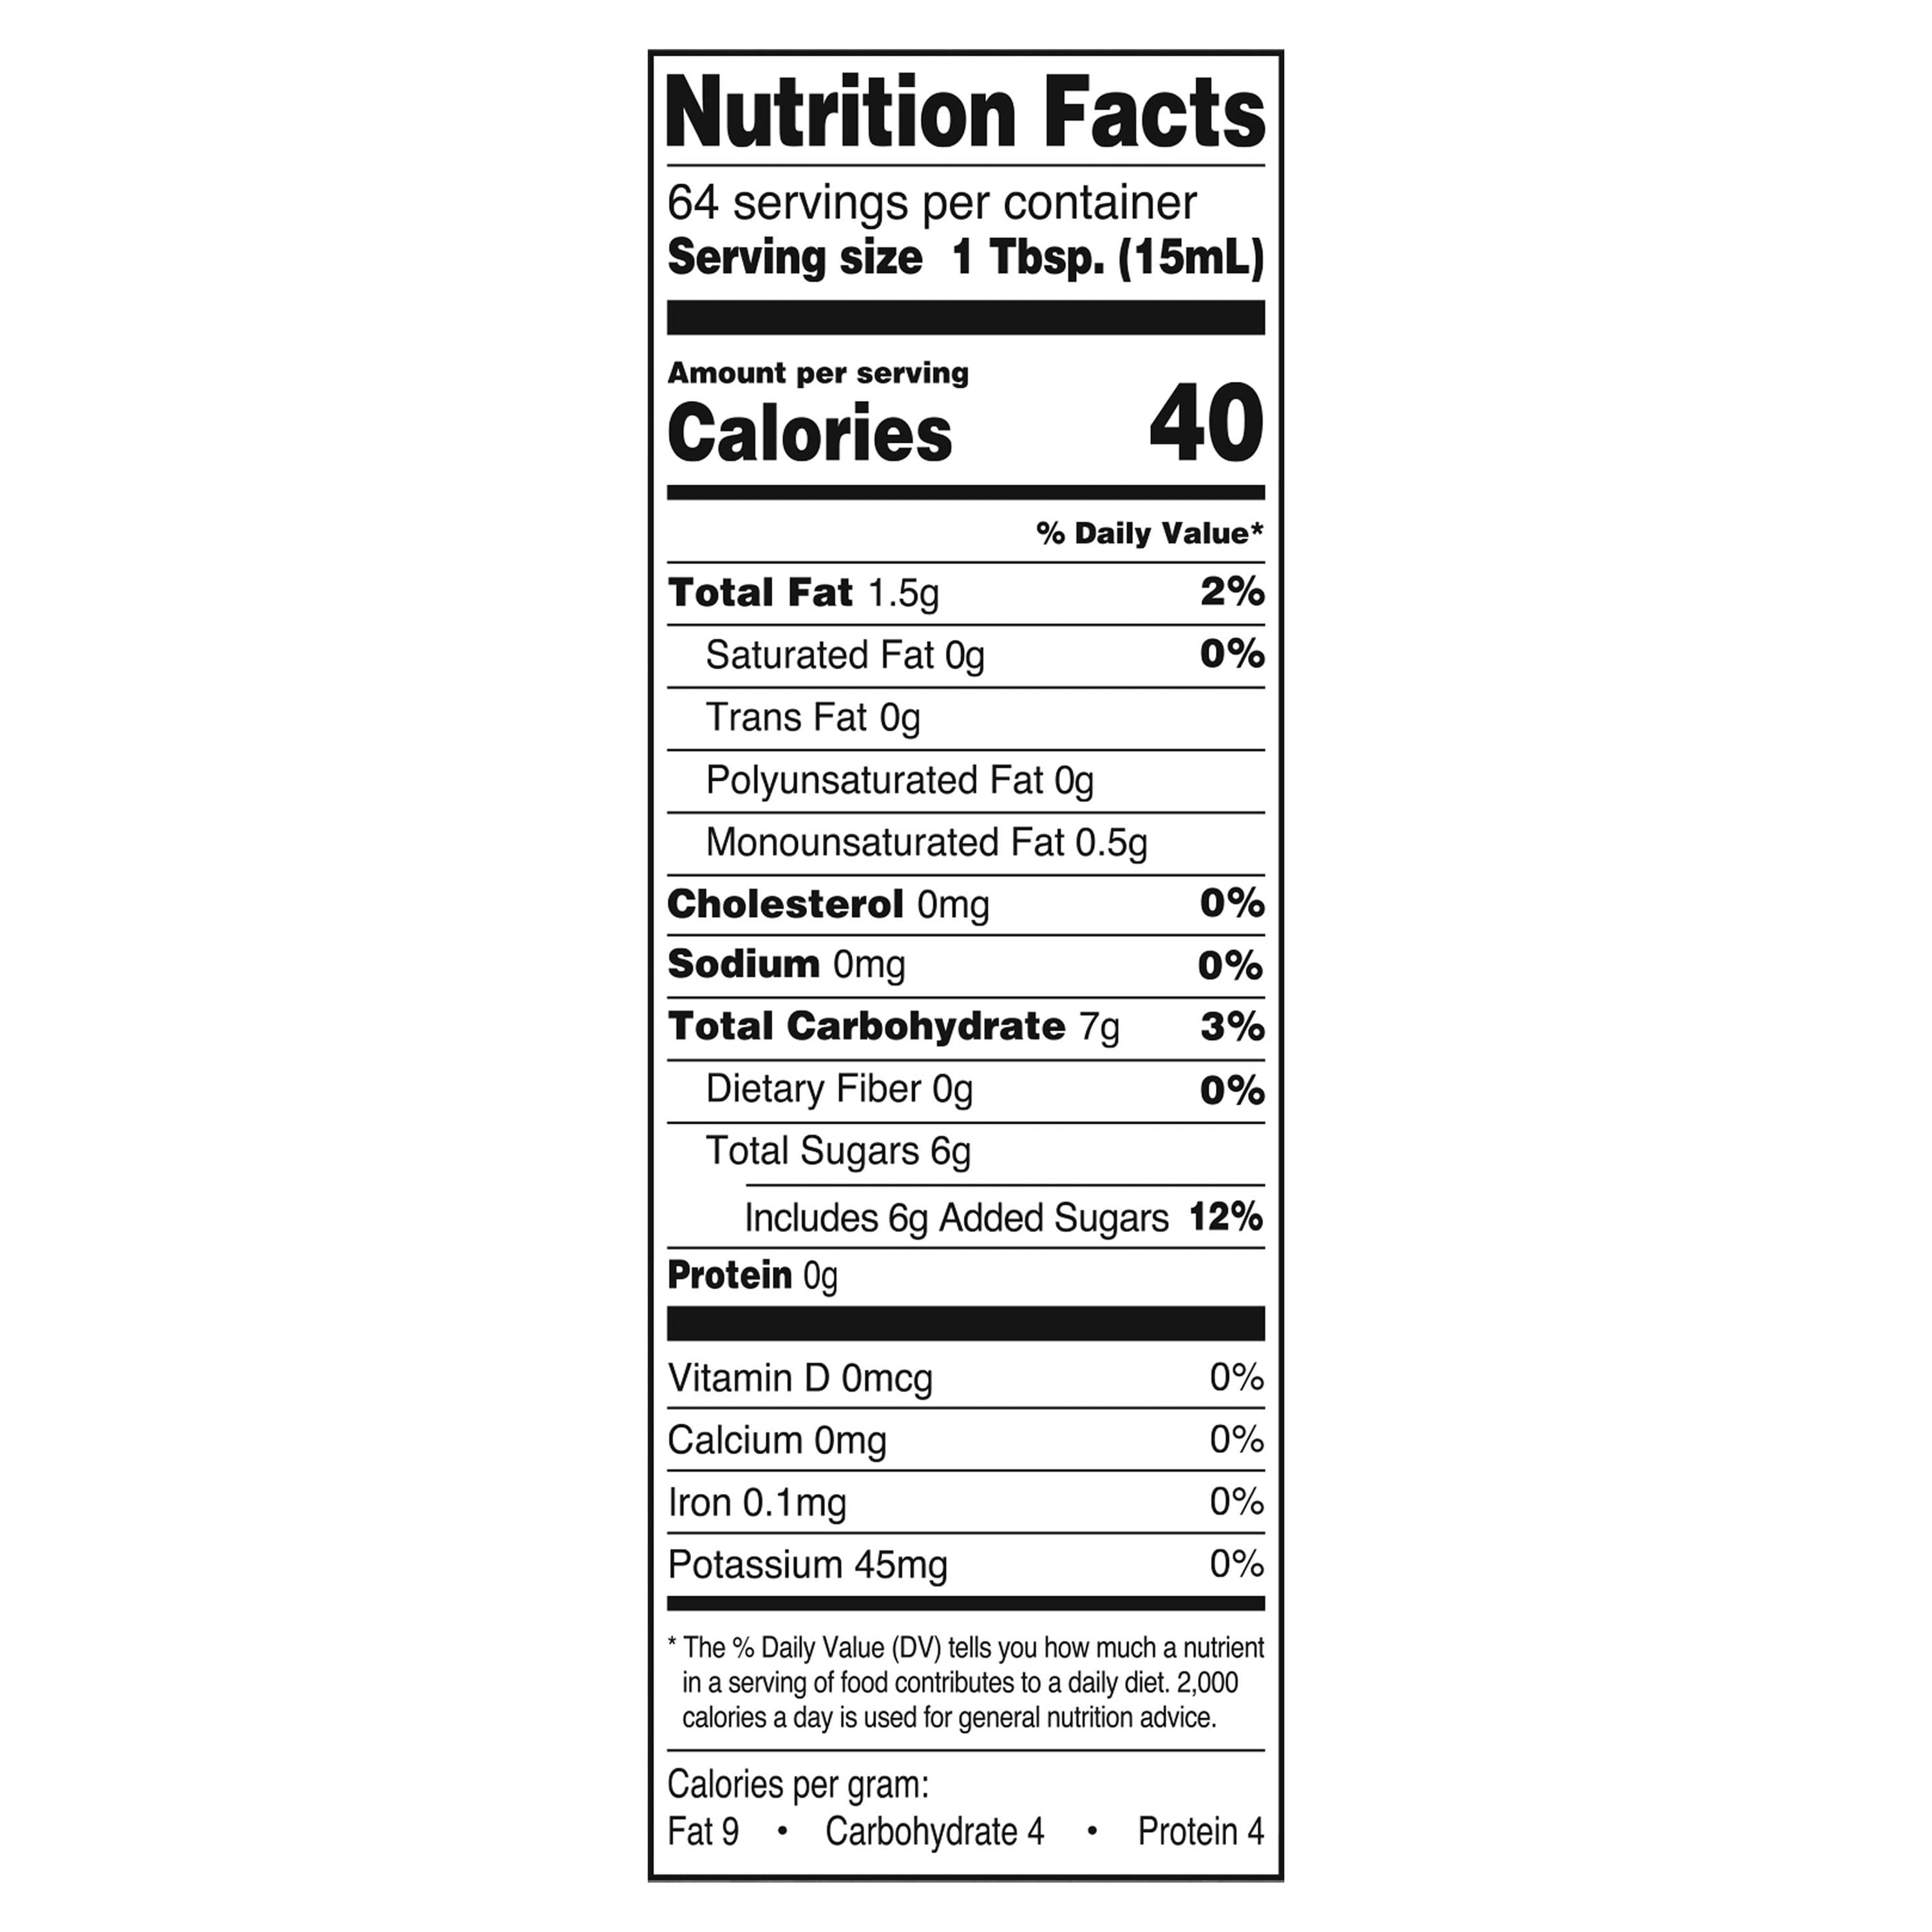 Nutrition Facts
64 servings per container
Serving size 1 Tbsp. (15mL)
Amount per serving
Calories 40
% Daily Value*
Total Fat 1.5g 2%
Saturated Fat 0g 0%
Trans Fat 0g
Polyunsaturated Fat 0g
Monounsaturated Fat 0.5g
Cholesterol 0mg 0%
Sodium 0mg 0%
Total Carbohydrate 7g 3%
Dietary Fiber 0g 0%
Total Sugars 6g
Includes 6g Added Sugars 12%
Protein 0g
Vitamin D 0mcg 0%
Calcium 0mg 0%
Iron 0.1mg 0%
Potassium 45mg 0%
* The % Daily Value (DV) tells you how much a nutrient
in a serving of food contributes to a daily diet. 2,000
calories a day is used for general nutrition advice.
Calories per gram:
Fat 9 • Carbohydrate 4 • Protein 4